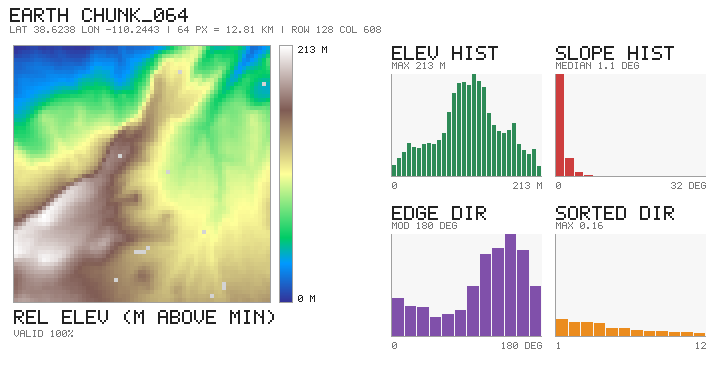 EARTH CHUNK_064
LAT 38.6238 LON -110.2443 | 64 PX = 12.81 KM | ROW 128 COL 608
213 M
0 M
REL ELEV (M ABOVE MIN)
VALID 100%
ELEV HIST
MAX 213 M
0 213 M
SLOPE HIST
MEDIAN 1.1 DEG
0 32 DEG
EDGE DIR
MOD 180 DEG
0 180 DEG
SORTED DIR
MAX 0.16
1 12